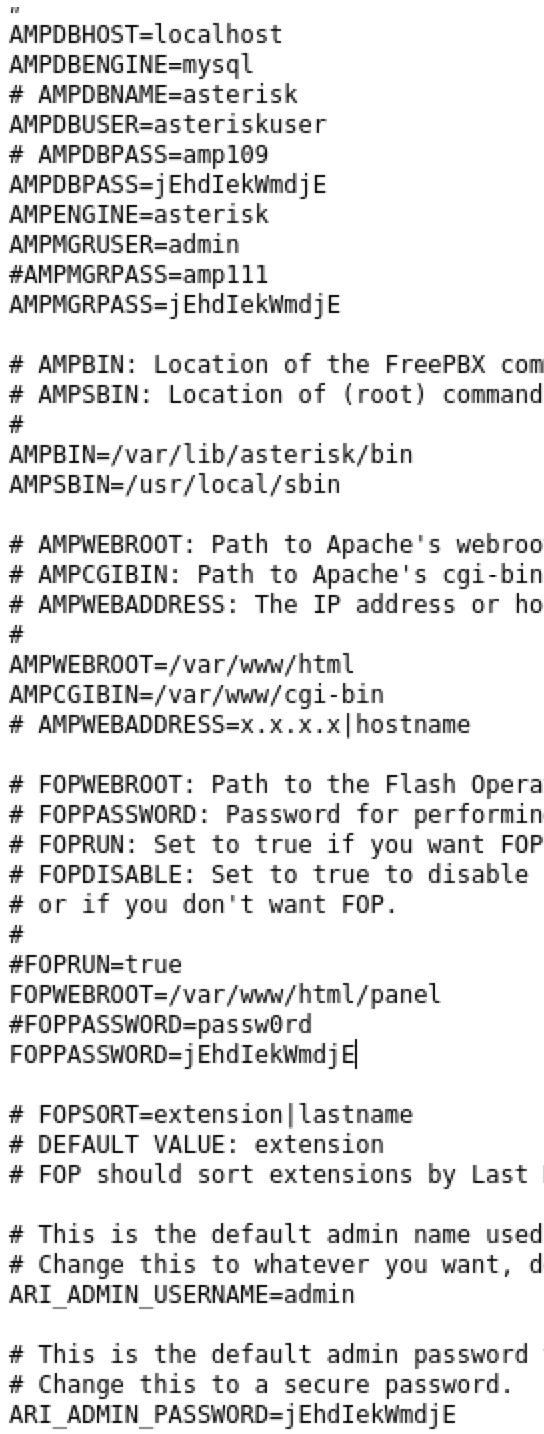 AMPDBHOST=localhost
AMPDBENGINE=mysql
# AMPDBNAME=asterisk
AMPDBUSER=asteriskuser
# AMPDBPASS=amp109
AMPDBPASS=jEhdIekWmdjE
AMPENGINE=asterisk
AMPMGRUSER=admin
#AMPMGRPASS=amp111
AMPMGRPASS=jEhdIekWmdjE
# AMPBIN: Location of the FreePBX com
# AMPSBIN: Location of (root) command
#
AMPBIN=/var/lib/asterisk/bin
AMPSBIN=/usr/local/sbin
# AMPWEBROOT: Path to Apache's webroo
# AMPCGIBIN: Path to Apache's cgi-bin
# AMPWEBADDRESS: The IP address or ho
#
AMPWEBROOT=/var/www/html
AMPCGIBIN=/var/www/cgi-bin
# AMPWEBADDRESS=x.x.x.x|hostname
# FOPWEBROOT: Path to the Flash Opera
# FOPPASSWORD: Password for performin
# FOPRUN: Set to true if you want FOP
# FOPDISABLE: Set to true to disable
# or if you don't want FOP.
#
#FOPRUN=true
FOPWEBROOT=/var/www/html/panel
#FOPPASSWORD=passw0rd
FOPPASSWORD=jEhdIekWmdjE
# FOPSORT=extension|lastname
# DEFAULT VALUE: extension
# FOP should sort extensions by Last
# This is the default admin name used
# Change this to whatever you want, d
ARI_ADMIN_USERNAME=admin
# This is the default admin password
# Change this to a secure password.
ARI_ADMIN_PASSWORD=jEhdIekWmdjE